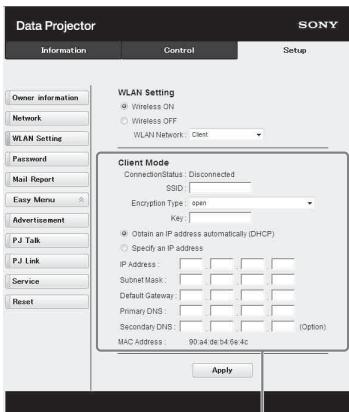 Data Projector
SONY
Information
Control
Setup
Owner information
Network
WLAN Setting
Password
Mail Report
Easy Menu
Advertisement
PJ Talk
PJ Link
Service
Reset
WLAN Setting
Wireless ON
Wireless OFF
WLAN Network : Client
Client Mode
ConnectionStatus : Disconnected
SSID :
Encryption Type : open
Key :
Obtain an IP address automatically (DHCP)
Specify an IP address
IP Address :
Subnet Mask :
Default Gateway :
Primary DNS :
Secondary DNS : (Option)
MAC Address : 90:a4:de:b4:6e:4c
Apply